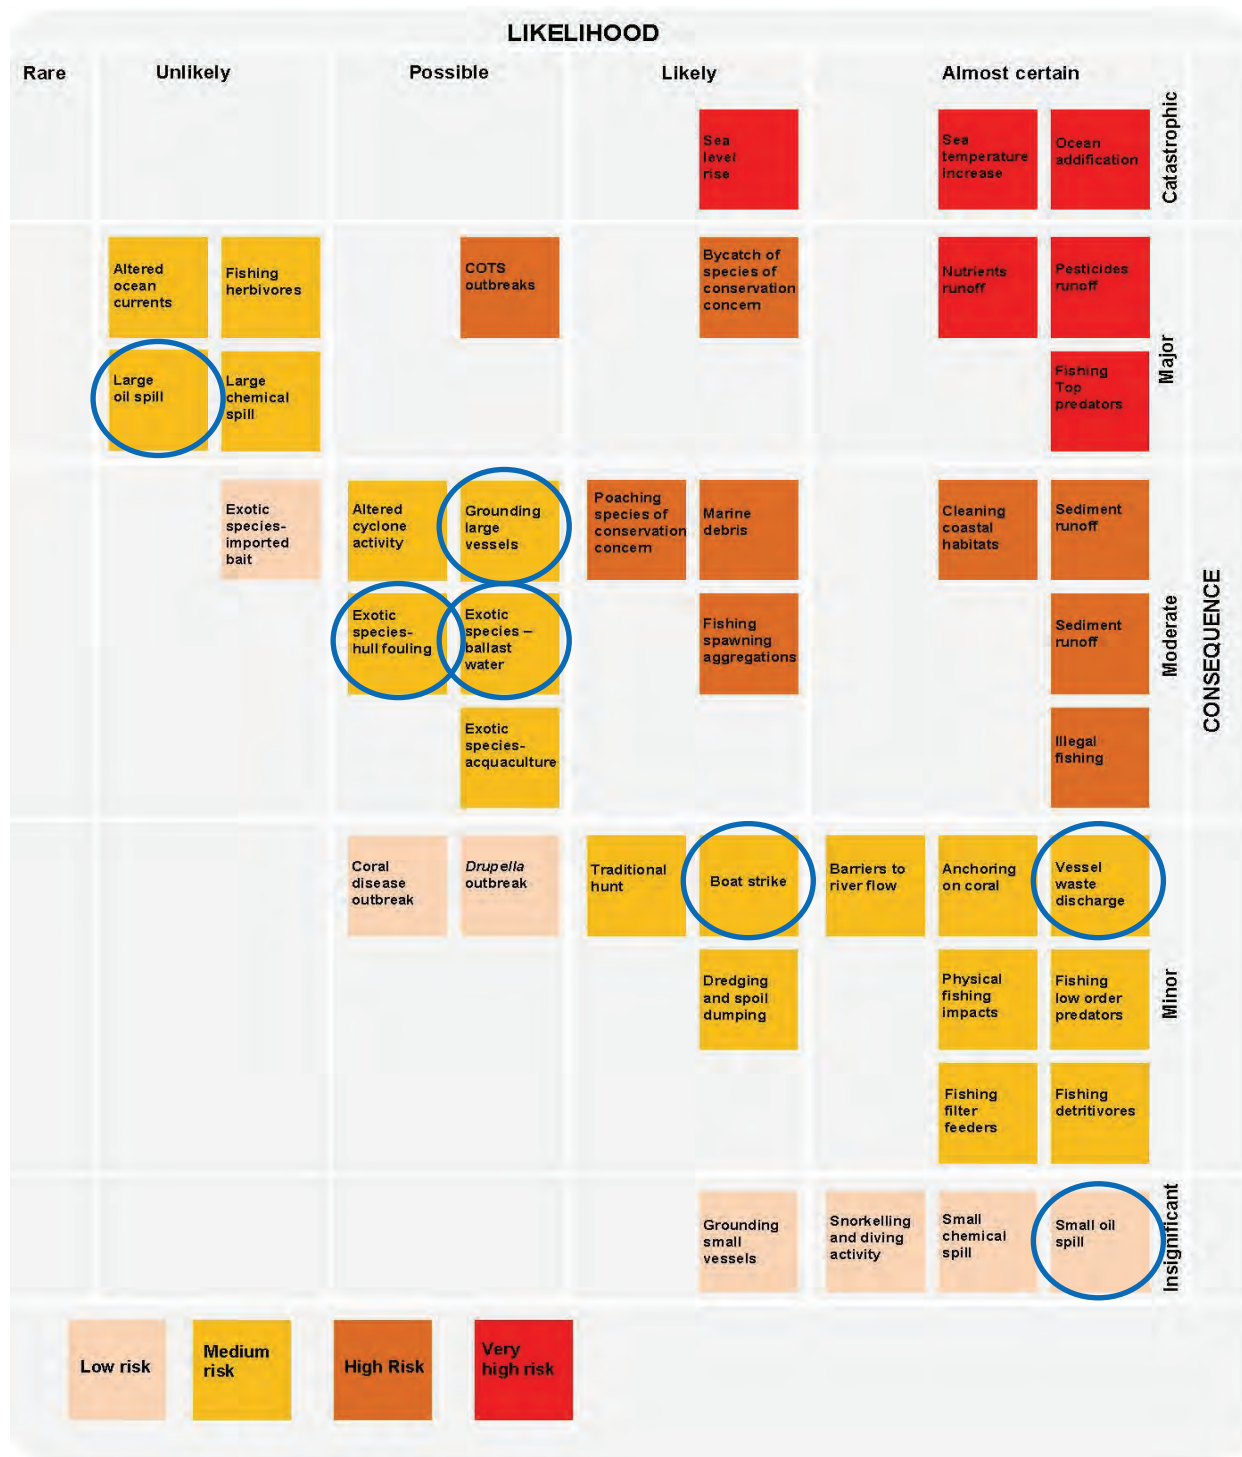 LIKELIHOOD
Rare
Unlikely
Possible
Likely
Almost certain
Sea
level
rise
Sea
temperature
increase
Ocean
addification
Catastrophic
Altered
ocean
currents
Fishing
herbivores
COTS
outbreaks
Bycatch of
species of
conservation
concern
Nutrients
runoff
Pesticides
runoff
Large
oil spill
Large
chemical
spill
Fishing
Top
predators
Major
Exotic
species-
imported
bait
Altered
cyclone
activity
Grounding
large
vessels
Poaching
species of
conservation
concern
Marine
debris
Cleaning
coastal
habitats
Sediment
runoff
Exotic
species-
hull fouling
Exotic
species –
ballast
water
Fishing
spawning
aggregations
Sediment
runoff
Moderate
CONSEQUENCE
Exotic
species-
acquaculture
Illegal
fishing
Coral
disease
outbreak
Drupella
outbreak
Traditional
hunt
Boat strike
Barriers to
river flow
Anchoring
on coral
Vessel
waste
discharge
Dredging
and spoil
dumping
Physical
fishing
impacts
Fishing
low order
predators
Minor
Fishing
filter
feeders
Fishing
detritivores
Grounding
small
vessels
Snorkelling
and diving
activity
Small
chemical
spill
Small oil
spill
Insignificant
Low risk
Medium
risk
High Risk
Very
high risk